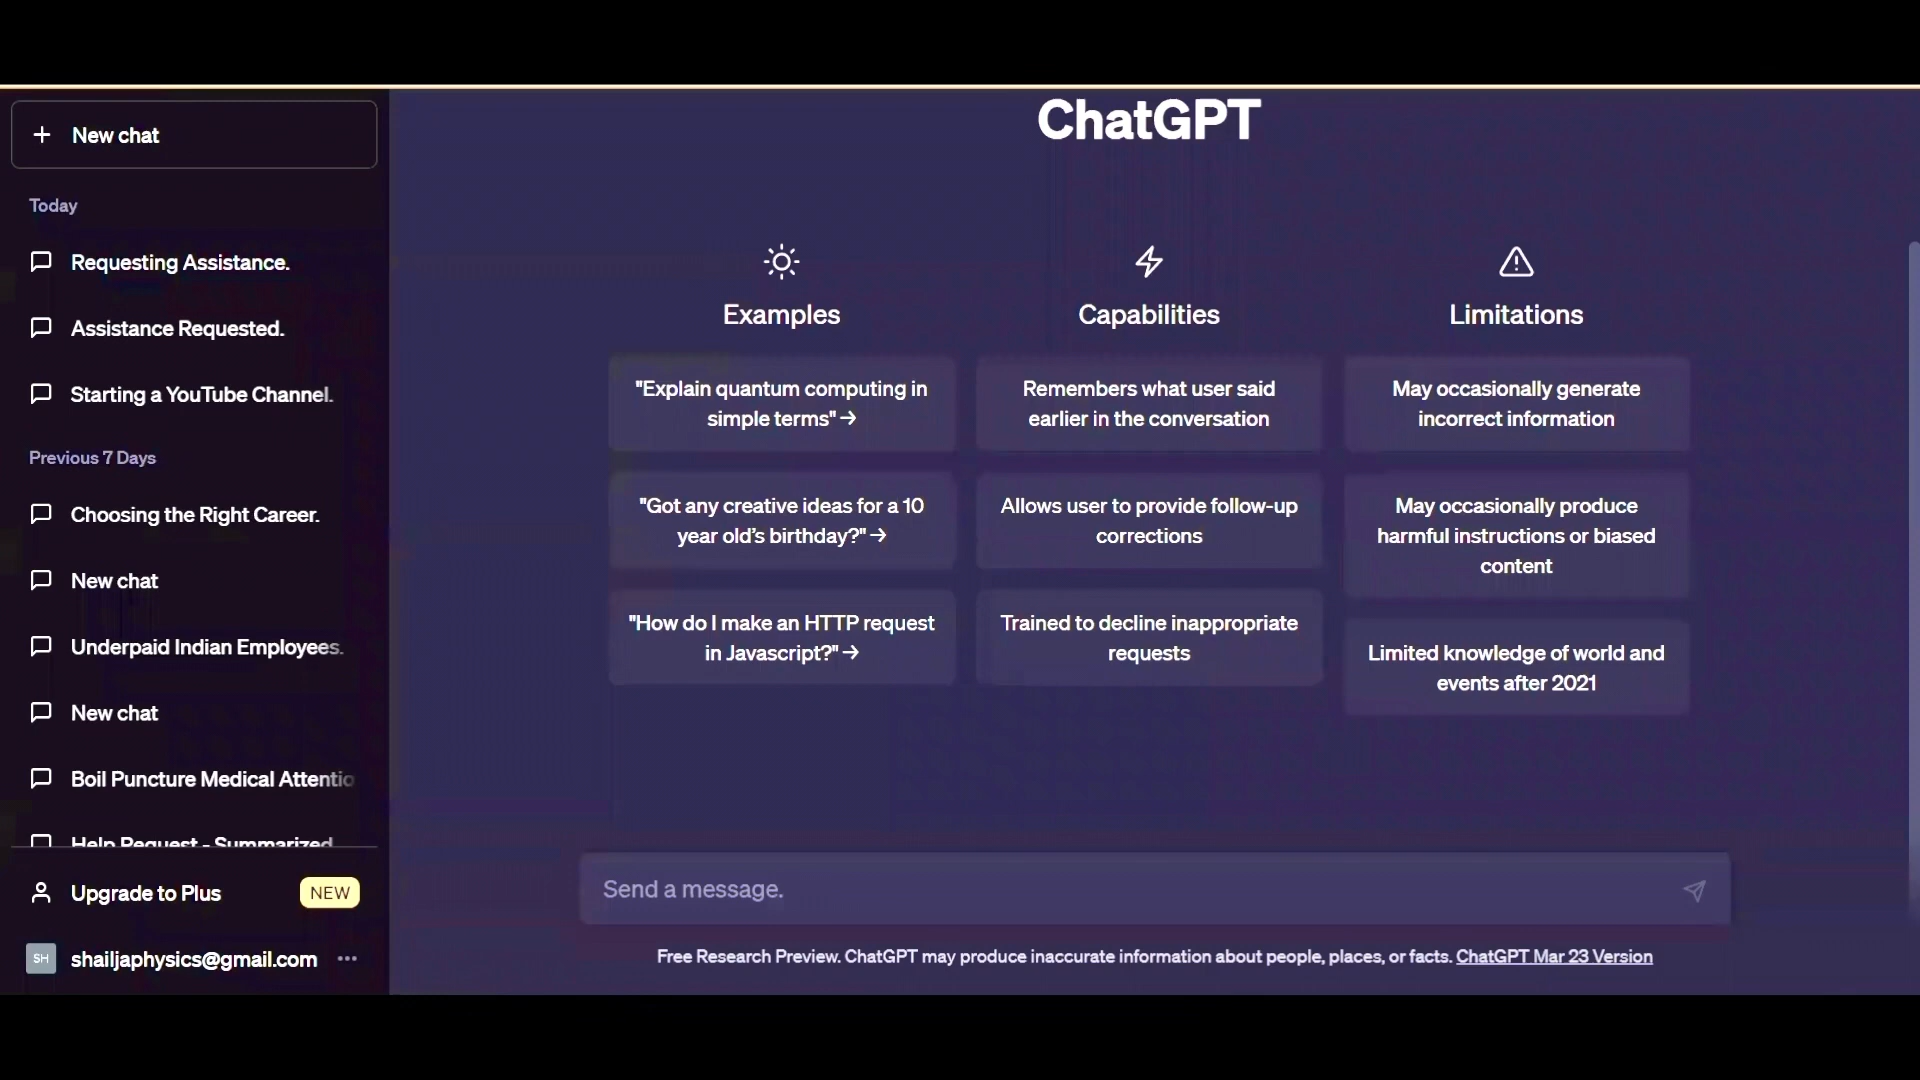 New chat
Today
Requesting Assistance.
Assistance Requested.
Starting a YouTube Channel.
Previous 7 Days
Choosing the Right Career.
New chat
Underpaid Indian Employees.
New chat
Boil Puncture Medical Attentio
Help Request - Summarized
Upgrade to Plus
NEW
SH
shailjaphysics@gmail.com
ChatGPT
Examples
"Explain quantum computing in
simple terms" →
"Got any creative ideas for a 10
year old’s birthday?" →
"How do I make an HTTP request
in Javascript?" →
Capabilities
Remembers what user said
earlier in the conversation
Allows user to provide follow-up
corrections
Trained to decline inappropriate
requests
Limitations
May occasionally generate
incorrect information
May occasionally produce
harmful instructions or biased
content
Limited knowledge of world and
events after 2021
Send a message.
Free Research Preview. ChatGPT may produce inaccurate information about people, places, or facts. ChatGPT Mar 23 Version